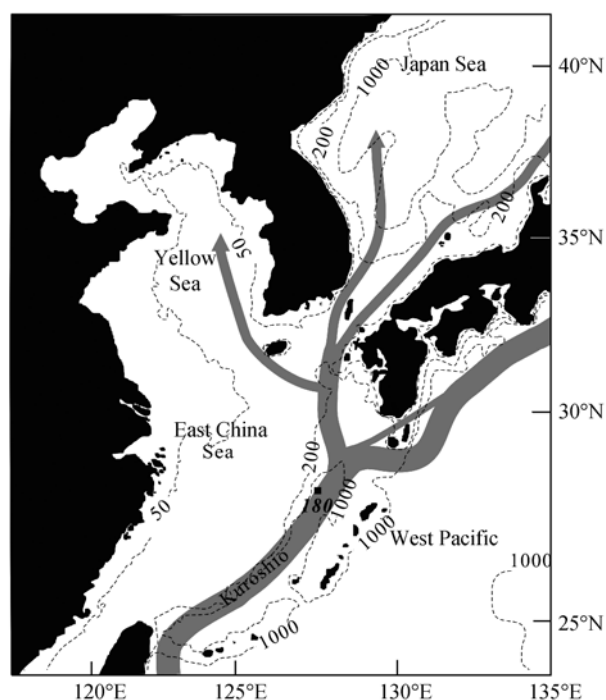 1000
Japan Sea
40°N
200
200
35°N
50
Yellow
Sea
30°N
East China
Sea
200
50
1000
180
1000
West Pacific
1000
Kuroshio
25°N
1000
120°E
125°E
130°E
135°E